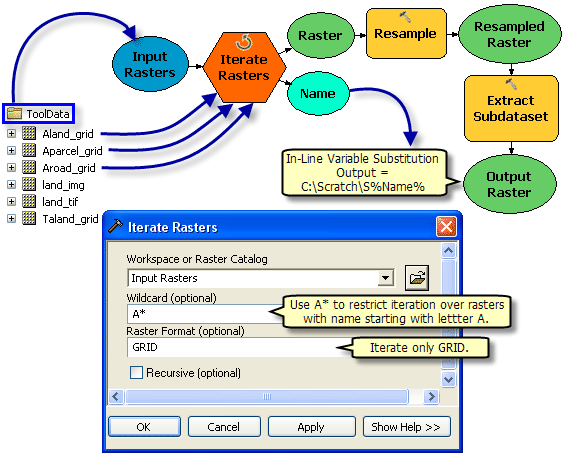 Input
Rasters
Iterate
Rasters
Raster
Name
Resample
Resampled
Raster
Extract
Subdataset
Output
Raster
ToolData
Aland_grid
Aparcel_grid
Aroad_grid
land_img
land_tif
Taland_grid
In-Line Variable Substitution
Output =
C:\Scratch\S%Name%
Iterate Rasters
Workspace or Raster Catalog
Input Rasters
Wildcard (optional)
A*
Use A* to restrict iteration over rasters
with name starting with lettter A.
Raster Format (optional)
GRID
Iterate only GRID.
Recursive (optional)
OK
Cancel
Apply
Show Help >>